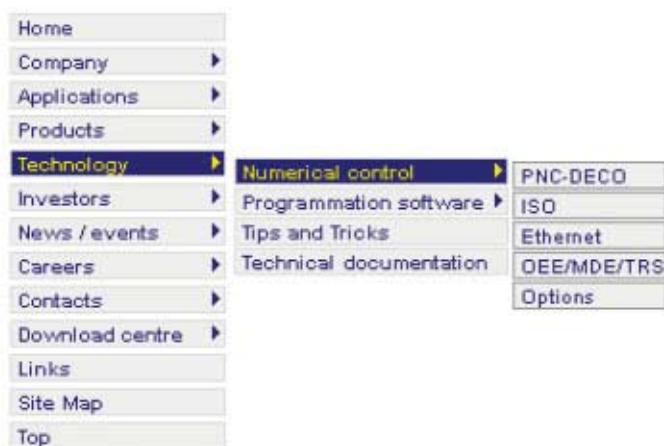 Home
Company
Applications
Products
Technology
Investors
News / events
Careers
Contacts
Download centre
Links
Site Map
Top
Numerical control
Programmation software
Tips and Tricks
Technical documentation
PNC-DECO
ISO
Ethernet
OEE/MDE/TRS
Options